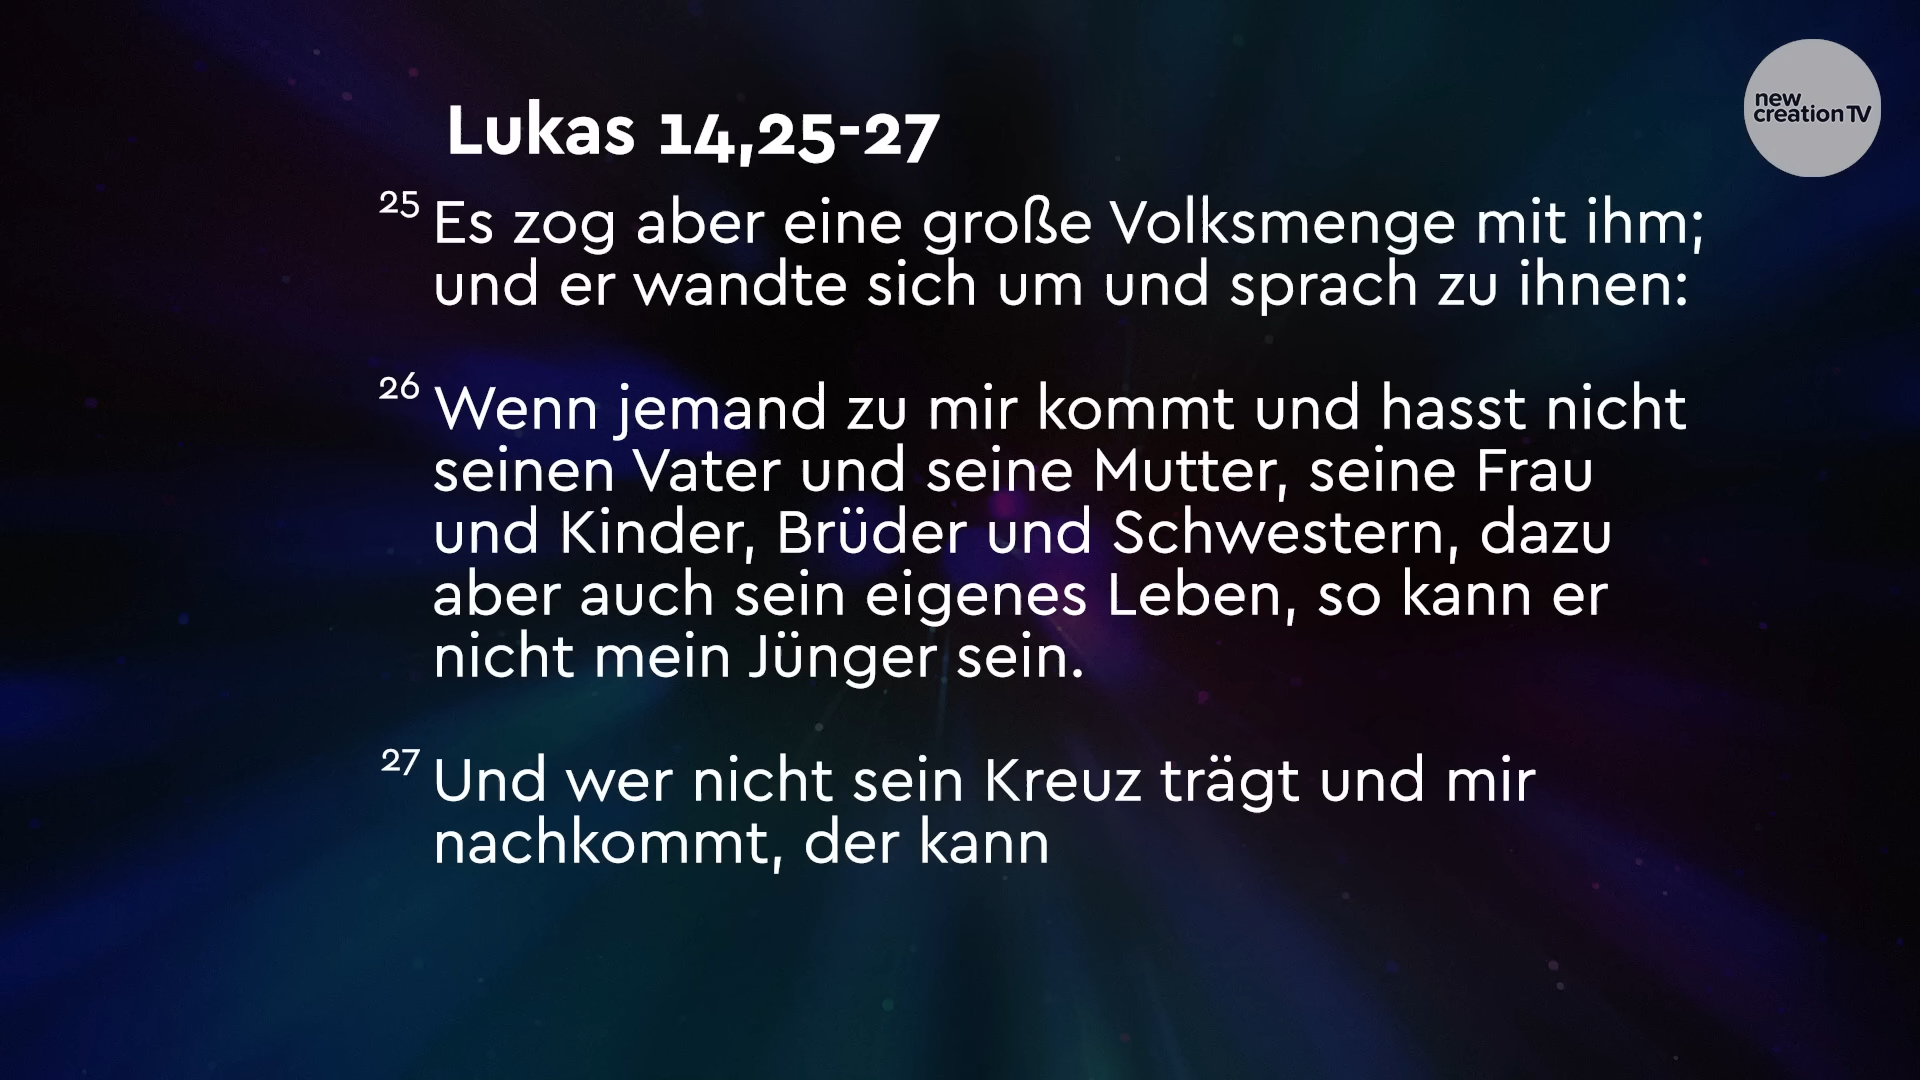 new
creation TV
Lukas 14,25-27
25 Es zog aber eine große Volksmenge mit ihm;
und er wandte sich um und sprach zu ihnen:
26 Wenn jemand zu mir kommt und hasst nicht
seinen Vater und seine Mutter, seine Frau
und Kinder, Brüder und Schwestern, dazu
aber auch sein eigenes Leben, so kann er
nicht mein Jünger sein.
27 Und wer nicht sein Kreuz trägt und mir
nachkommt, der kann